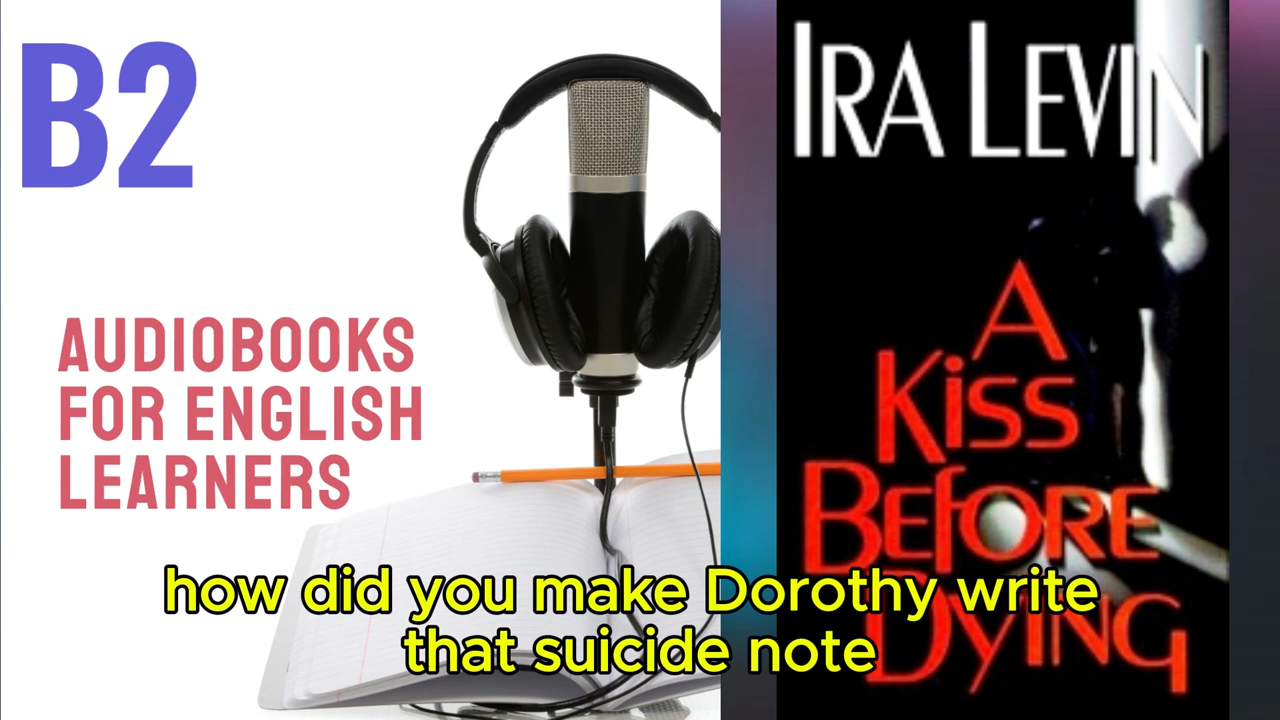 B2
AUDIOBOOKS
FOR ENGLISH
LEARNERS
IRA LEVIN
A
KISS
BEFORE
DYING
how did you make Dorothy write
that suicide note